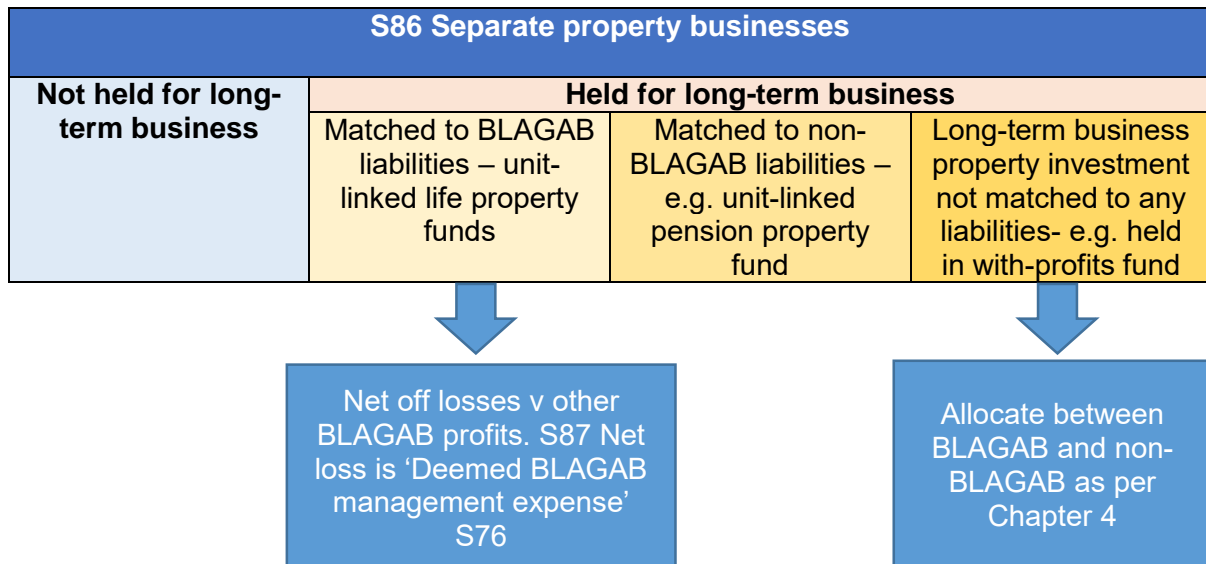 S86 Separate property businesses
Not held for long-
term business
Held for long-term business
Matched to BLAGAB
liabilities – unit-
linked life property
funds
Matched to non-
BLAGAB liabilities –
e.g. unit-linked
pension property
fund
Long-term business
property investment
not matched to any
liabilities- e.g. held
in with-profits fund
Net off losses v other
BLAGAB profits. S87 Net
loss is ‘Deemed BLAGAB
management expense’
S76
Allocate between
BLAGAB and non-
BLAGAB as per
Chapter 4